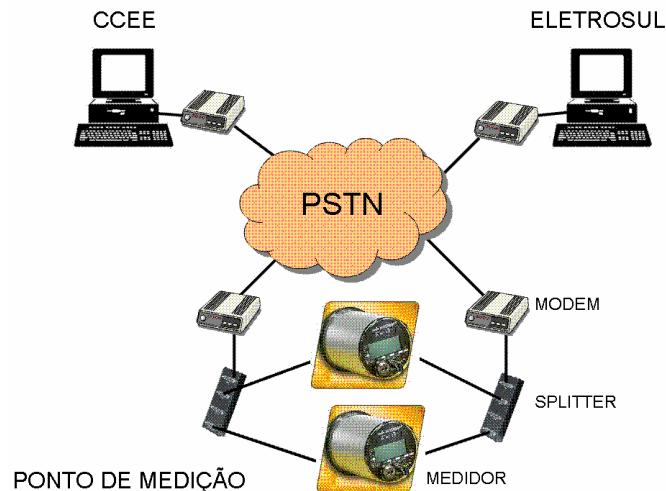 CCEE
ELETROSUL
PSTN
MODEM
SPLITTER
PONTO DE MEDIÇÃO
MEDIDOR